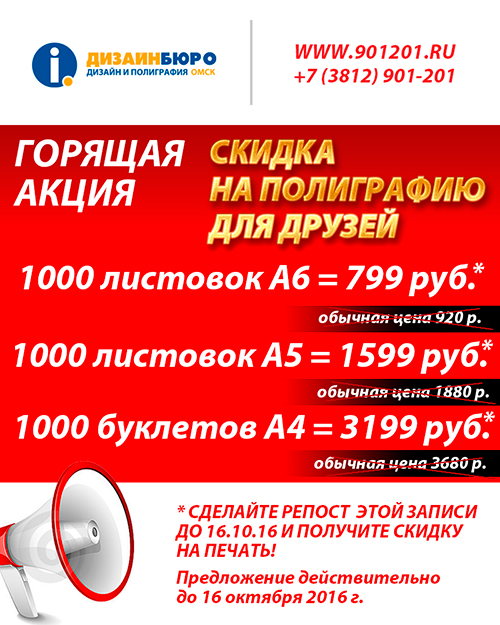 i.
ДИЗАЙНБЮРО
ДИЗАЙН И ПОЛИГРАФИЯ ОМСК
WWW.901201.RU
+7 (3812) 901-201
ГОРЯЩАЯ
АКЦИЯ
СКИДКА
НА ПОЛИГРАФИЮ
ДЛЯ ДРУЗЕЙ
1000 листовок А6 = 799 руб.*
обычная цена 920 р.
1000 листовок А5 = 1599 руб.*
обычная цена 1880 р.
1000 буклетов А4 = 3199 руб.*
обычная цена 3680 р.
* СДЕЛАЙТЕ РЕПОСТ ЭТОЙ ЗАПИСИ
ДО 16.10.16 И ПОЛУЧИТЕ СКИДКУ
НА ПЕЧАТЬ!
Предложение действительно
до 16 октября 2016 г.